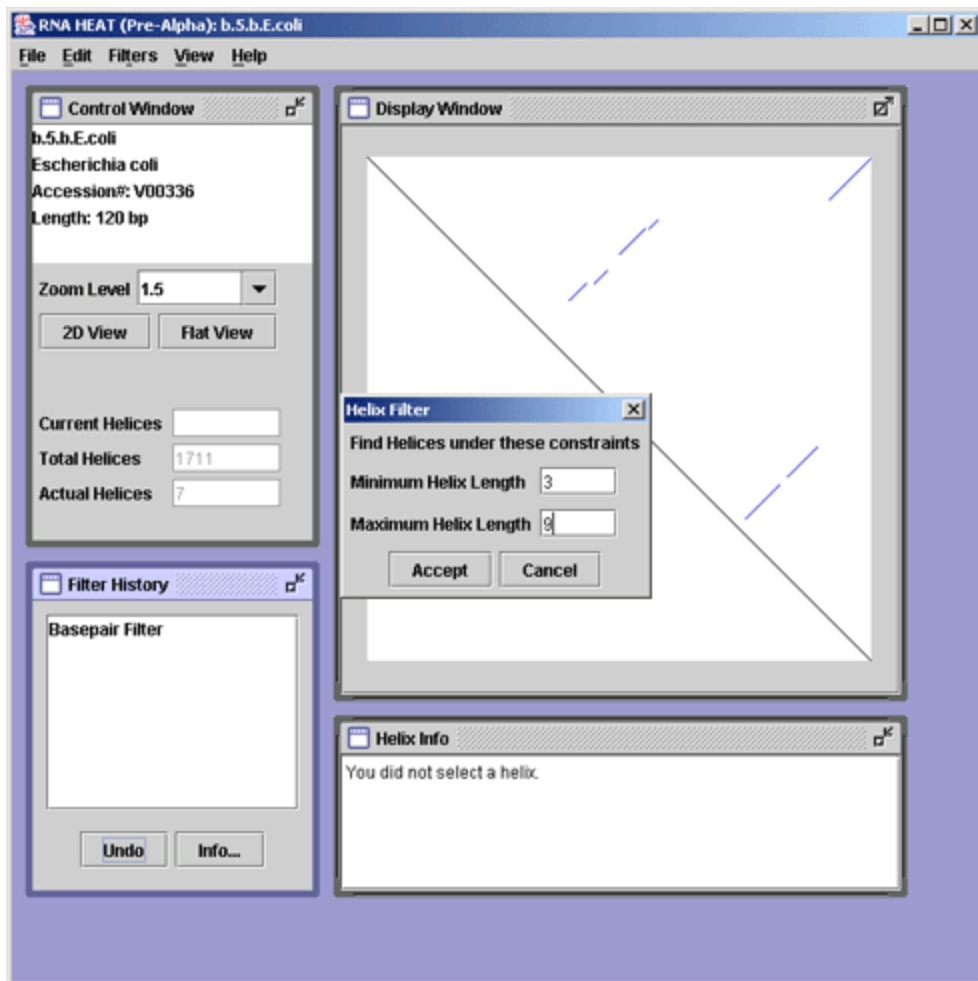 RNA HEAT (Pre-Alpha): b.5.b.E.coli
File Edit Filters View Help
Control Window
b.5.b.E.coli
Escherichia coli
Accession#: V00336
Length: 120 bp
Zoom Level 1.5
2D View Flat View
Current Helices
Total Helices 1711
Actual Helices 7
Filter History
Basepair Filter
Undo Info...
Display Window
Helix Filter
Find Helices under these constraints
Minimum Helix Length 3
Maximum Helix Length 9
Accept Cancel
Helix Info
You did not select a helix.